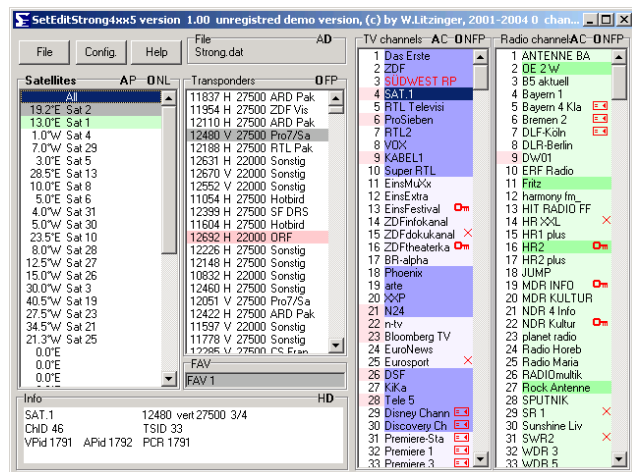 SetEditStrong4xx5 version 1.00 unregistred demo version, (c) by W.Litzinger, 2001-2004 0 chan...
File Config. Help
File AD
Strong.dat
Satellites AP ONL
All
19.2°E Sat 2
13.0°E Sat 1
1.0°W Sat 4
7.0°W Sat 29
3.0°E Sat 5
28.5°E Sat 13
10.0°E Sat 8
5.0°E Sat 6
4.0°W Sat 31
5.0°W Sat 30
23.5°E Sat 10
8.0°W Sat 28
12.5°W Sat 27
15.0°W Sat 26
30.0°W Sat 3
40.5°W Sat 19
27.5°W Sat 23
34.5°W Sat 21
21.3°W Sat 25
0.0°E
0.0°E
0.0°E
Transponders OFP
11837 H 27500 ARD Pak
11954 H 27500 ZDF Vis
12110 H 27500 ARD Pak
12480 V 27500 Pro7/Sa
12188 H 27500 RTL Pak
12631 H 22000 Sonstig
12670 V 22000 Sonstig
12552 V 22000 Sonstig
11054 H 27500 Hotbird
12399 H 27500 SF DRS
11604 H 27500 Hotbird
12692 H 22000 ORF
12226 H 27500 Sonstig
12148 H 27500 Sonstig
10832 H 22000 Sonstig
12460 H 27500 Sonstig
12051 V 27500 Pro7/Sa
12422 H 27500 ARD Pak
11597 V 22000 Sonstig
11778 V 27500 Sonstig
12285 V 27500 CS Fran
FAV
FAV 1
Info HD
SAT.1 12480 vert 27500 3/4
ChID 46 TSID 33
VPid 1791 APid 1792 PCR 1791
TV channels AC ONFP
1 Das Erste
2 ZDF
3 SÜDWEST RP
4 SAT.1
5 RTL Televisi
6 ProSieben
7 RTL2
8 VOX
9 KABEL1
10 Super RTL
11 EinsMuXx
12 EinsExtra
13 EinsFestival
14 ZDFinfokanal
15 ZDFdokukanal
16 ZDFtheaterka
17 BR-alpha
18 Phoenix
19 arte
20 XXP
21 N24
22 n-tv
23 Bloomberg TV
24 EuroNews
25 Eurosport
26 DSF
27 KiKa
28 Tele 5
29 Disney Chann
30 Discovery Ch
31 Premiere-Sta
32 Premiere 1
33 Premiere 3
Radio channels AC ONFP
1 ANTENNE BA
2 OE 2 W
3 B5 aktuell
4 Bayern 1
5 Bayern 4 Kla
6 Bremen 2
7 DLF-Köln
8 DLR-Berlin
9 DW01
10 ERF Radio
11 Fritz
12 harmony fm_
13 HIT RADIO FF
14 HR XXL
15 HR1 plus
16 HR2
17 HR2 plus
18 JUMP
19 MDR INFO
20 MDR KULTUR
21 NDR 4 Info
22 NDR Kultur
23 planet radio
24 Radio Horeb
25 Radio Maria
26 RADIOmultik
27 Rock Antenne
28 SPUTNIK
29 SR 1
30 Sunshine Liv
31 SWR2
32 WDR 3
33 WDR 5